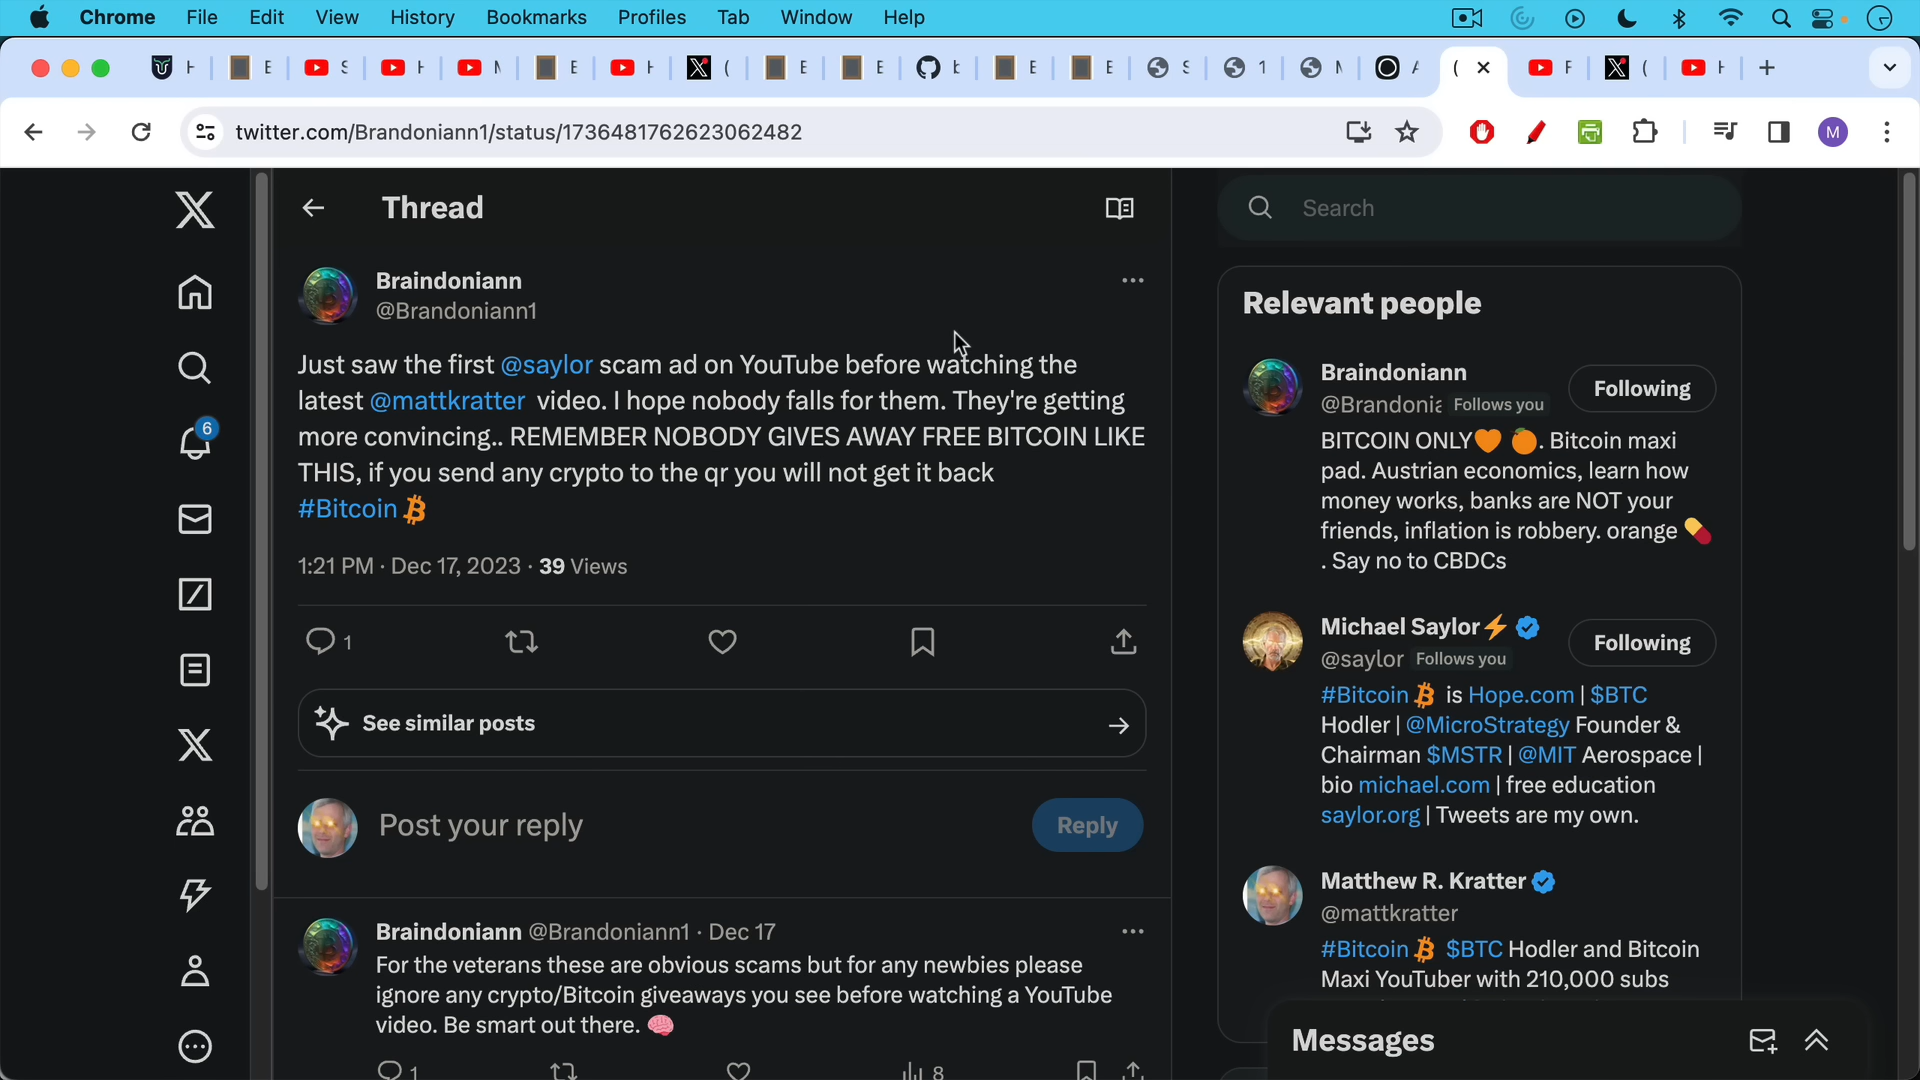 Chrome File Edit View History Bookmarks Profiles Tab Window Help
twitter.com/Brandoniann1/status/1736481762623062482
M
Thread
Search
Braindoniann
@Brandoniann1
Just saw the first @saylor scam ad on YouTube before watching the
latest @mattkratter video. I hope nobody falls for them. They're getting
more convincing.. REMEMBER NOBODY GIVES AWAY FREE BITCOIN LIKE
THIS, if you send any crypto to the qr you will not get it back
#Bitcoin
1:21 PM · Dec 17, 2023 · 39 Views
1
6
See similar posts
Post your reply
Reply
Braindoniann @Brandoniann1 · Dec 17
For the veterans these are obvious scams but for any newbies please
ignore any crypto/Bitcoin giveaways you see before watching a YouTube
video. Be smart out there.
1 8
Relevant people
Braindoniann
@Brandonia Follows you
Following
BITCOIN ONLY🧡 🍊. Bitcoin maxi
pad. Austrian economics, learn how
money works, banks are NOT your
friends, inflation is robbery. orange 💊
. Say no to CBDCs
Michael Saylor⚡
@saylor Follows you
Following
#Bitcoin is Hope.com | $BTC
Hodler | @MicroStrategy Founder &
Chairman $MSTR | @MIT Aerospace |
bio michael.com | free education
saylor.org | Tweets are my own.
Matthew R. Kratter
@mattkratter
#Bitcoin $BTC Hodler and Bitcoin
Maxi YouTuber with 210,000 subs
Messages